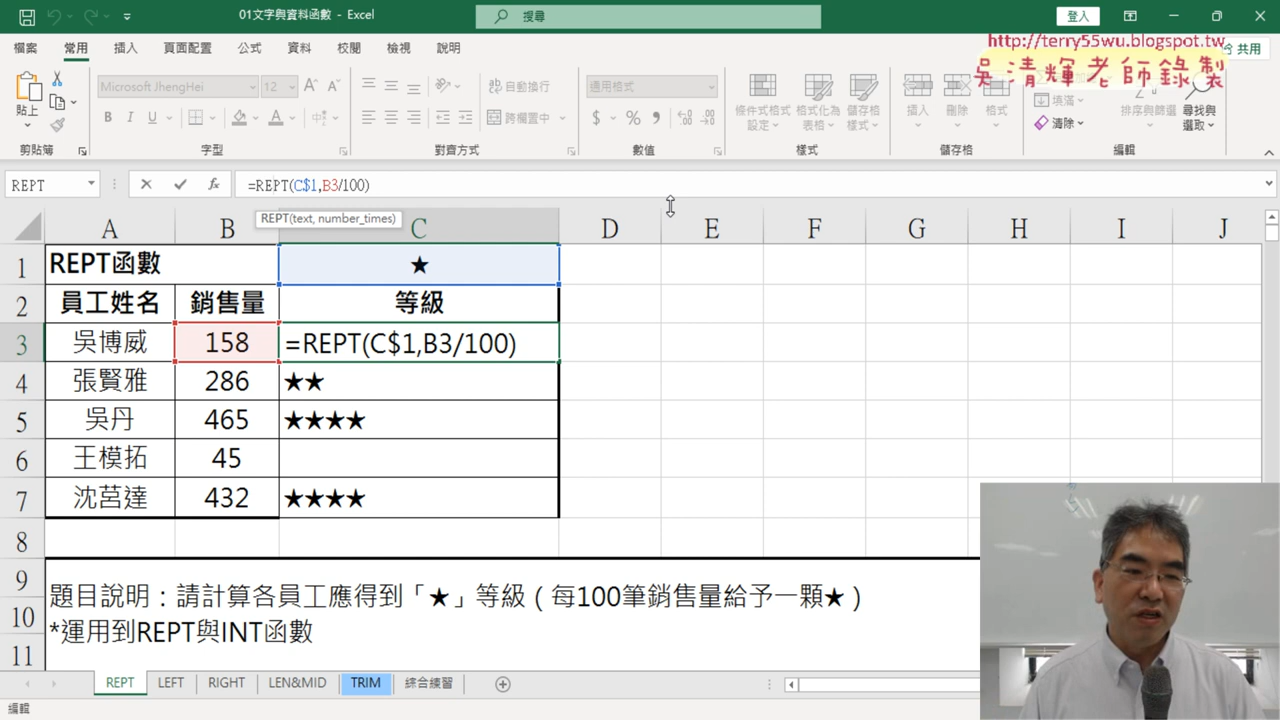 01文字與資料函數 - Excel
搜尋
登入
http://terry55wu.blogspot.tw
吳清輝老師錄製
檔案 常用 插入 頁面配置 公式 資料 校閱 檢視 說明
共用
貼上
Microsoft JhengHei 12
自動換行
跨欄置中
通用格式
條件式格式設定
格式化為表格
儲存格樣式
插入 刪除 格式
填滿
清除
排序與篩選
尋找與選取
剪貼簿 字型 對齊方式 數值 樣式 儲存格 編輯
REPT
=REPT(C$1,B3/100)
REPT(text, number_times)
A B C D E F G H I J
1 REPT函數 ★
2 員工姓名 銷售量 等級
3 吳博威 158 =REPT(C$1,B3/100)
4 張賢雅 286 ★★
5 吳丹 465 ★★★★
6 王模拓 45
7 沈莒達 432 ★★★★
8
9
題目說明：請計算各員工應得到「★」等級（每100筆銷售量給予一顆★）
10
*運用到REPT與INT函數
11
REPT LEFT RIGHT LEN&MID TRIM 綜合練習
編輯